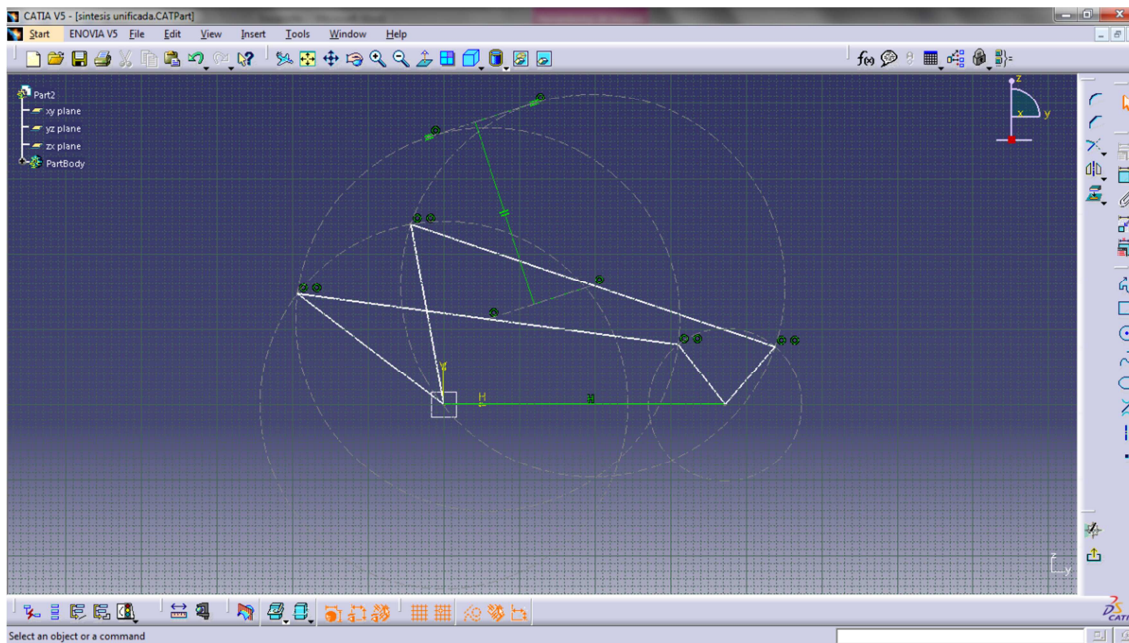 CATIA V5 - [sintesis unificada.CATPart]
Start ENOVIA V5 File Edit View Insert Tools Window Help
f(x)
Part2
xy plane
yz plane
zx plane
PartBody
z
x y
V
H
z
y
CATIA
Select an object or a command